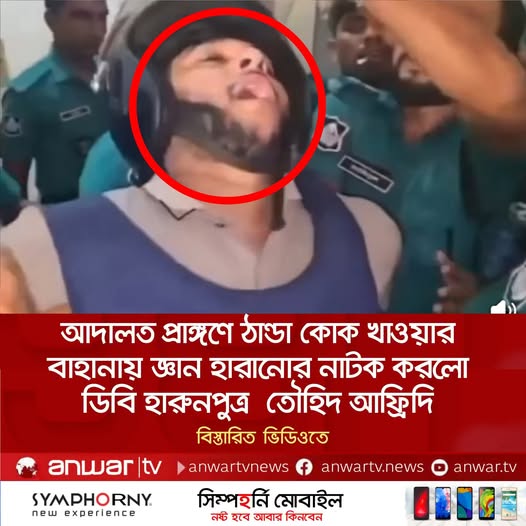 আদালত প্রাঙ্গণে ঠান্ডা কোক খাওয়ার
বাহানায় জ্ঞান হারানোর নাটক করলো
ডিবি হারুনপুত্র তৌহিদ আফ্রিদি
বিস্তারিত ভিডিওতে
anwar|tv
anwartvnews
anwartv.news
anwar.tv
SYMPHORNY
new experience
সিম্পহর্নি মোবাইল
নষ্ট হবে আবার কিনবেন